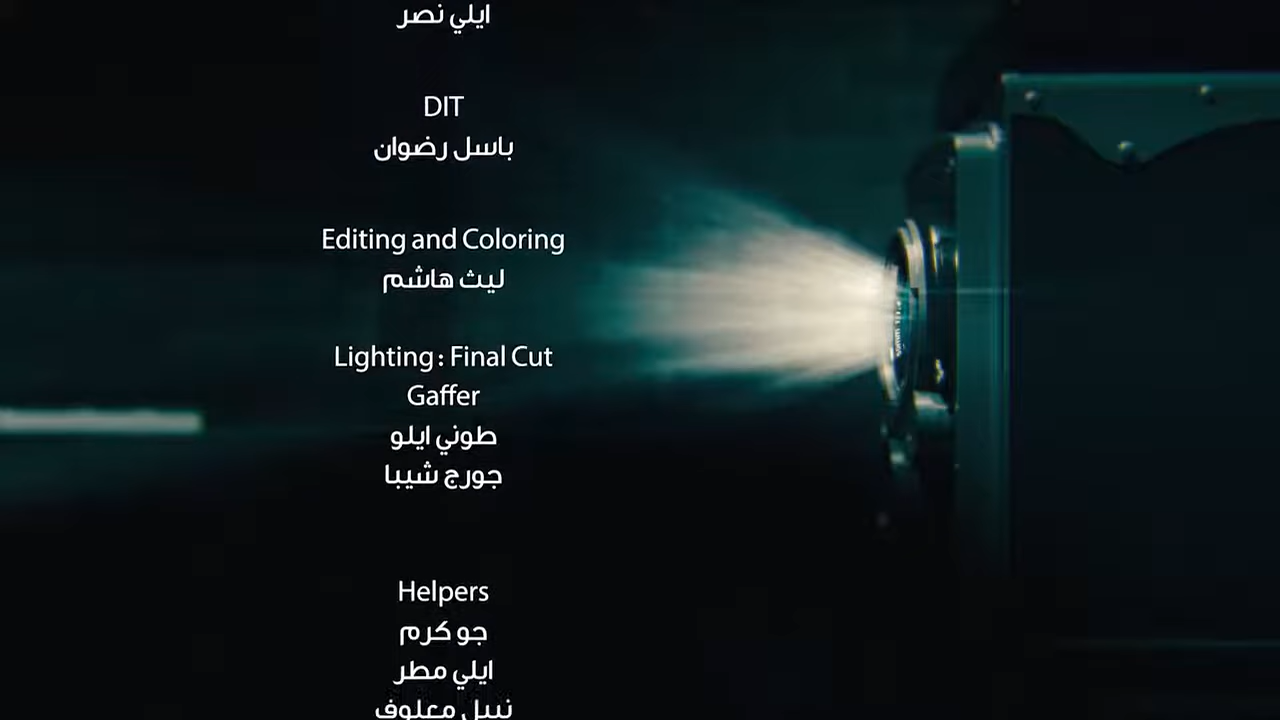 ايلي نصر
DIT
باسل رضوان
Editing and Coloring
ليث هاشم
Lighting: Final Cut
Gaffer
طوني ايلو
جورج شيبا
Helpers
جو كرم
ايلي مطر
نبيل معلوف